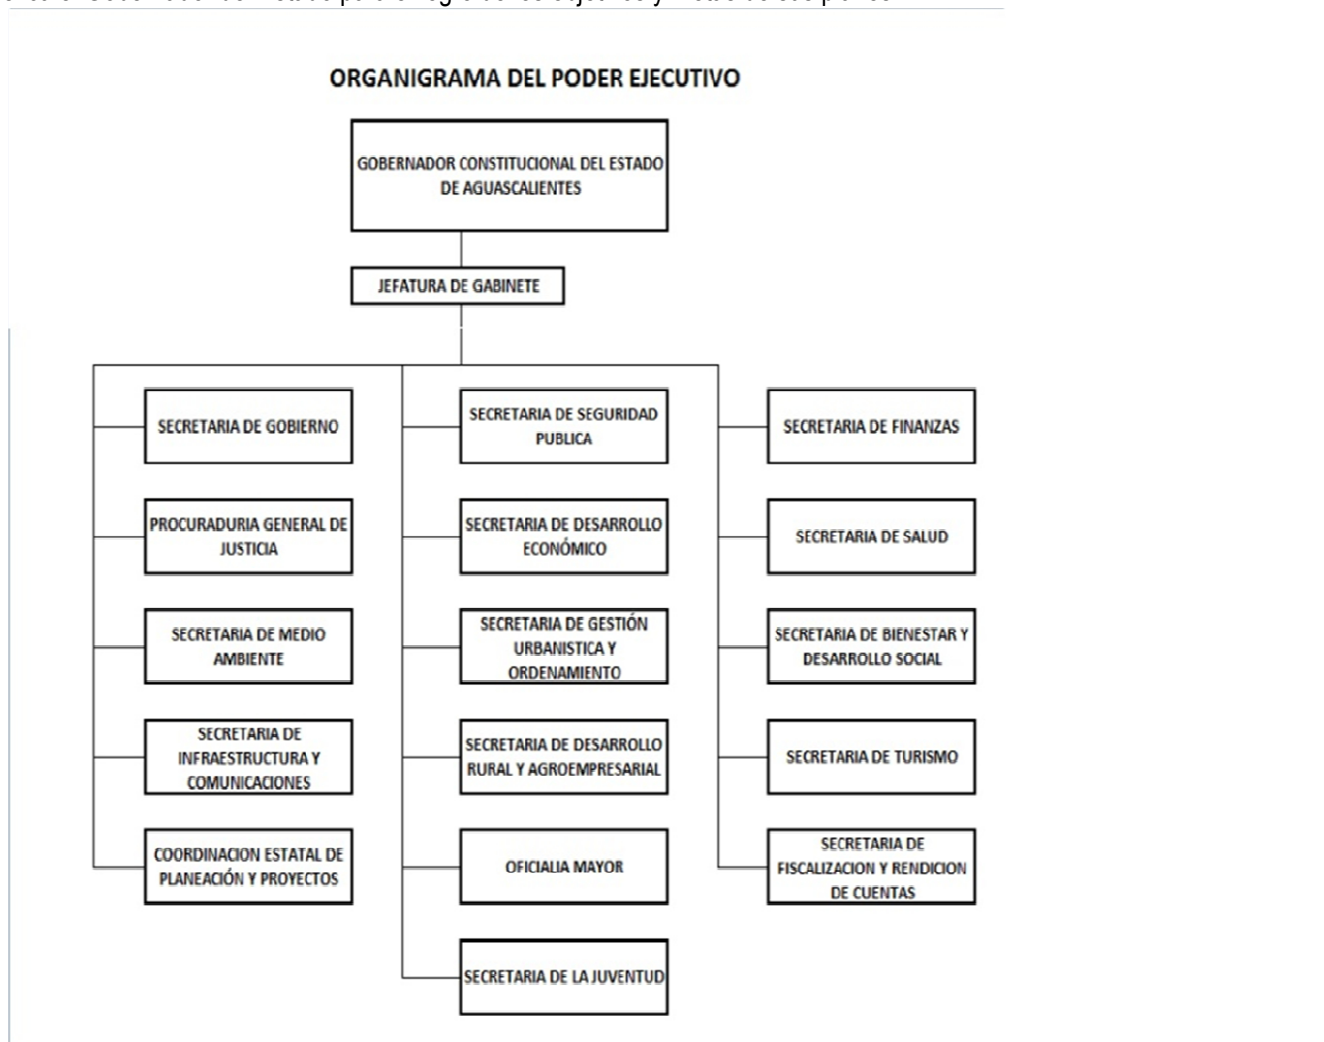 ORGANIGRAMA DEL PODER EJECUTIVO
GOBERNADOR CONSTITUCIONAL DEL ESTADO
DE AGUASCALIENTES
JEFATURA DE GABINETE
SECRETARIA DE GOBIERNO
PROCURADURIA GENERAL DE
JUSTICIA
SECRETARIA DE MEDIO
AMBIENTE
SECRETARIA DE
INFRAESTRUCTURA Y
COMUNICACIONES
COORDINACION ESTATAL DE
PLANEACIÓN Y PROYECTOS
SECRETARIA DE SEGURIDAD
PUBLICA
SECRETARIA DE DESARROLLO
ECONÓMICO
SECRETARIA DE GESTIÓN
URBANISTICA Y
ORDENAMIENTO
SECRETARIA DE DESARROLLO
RURAL Y AGROEMPRESARIAL
OFICIALIA MAYOR
SECRETARIA DE LA JUVENTUD
SECRETARIA DE FINANZAS
SECRETARIA DE SALUD
SECRETARIA DE BIENESTAR Y
DESARROLLO SOCIAL
SECRETARIA DE TURISMO
SECRETARIA DE
FISCALIZACION Y RENDICION
DE CUENTAS